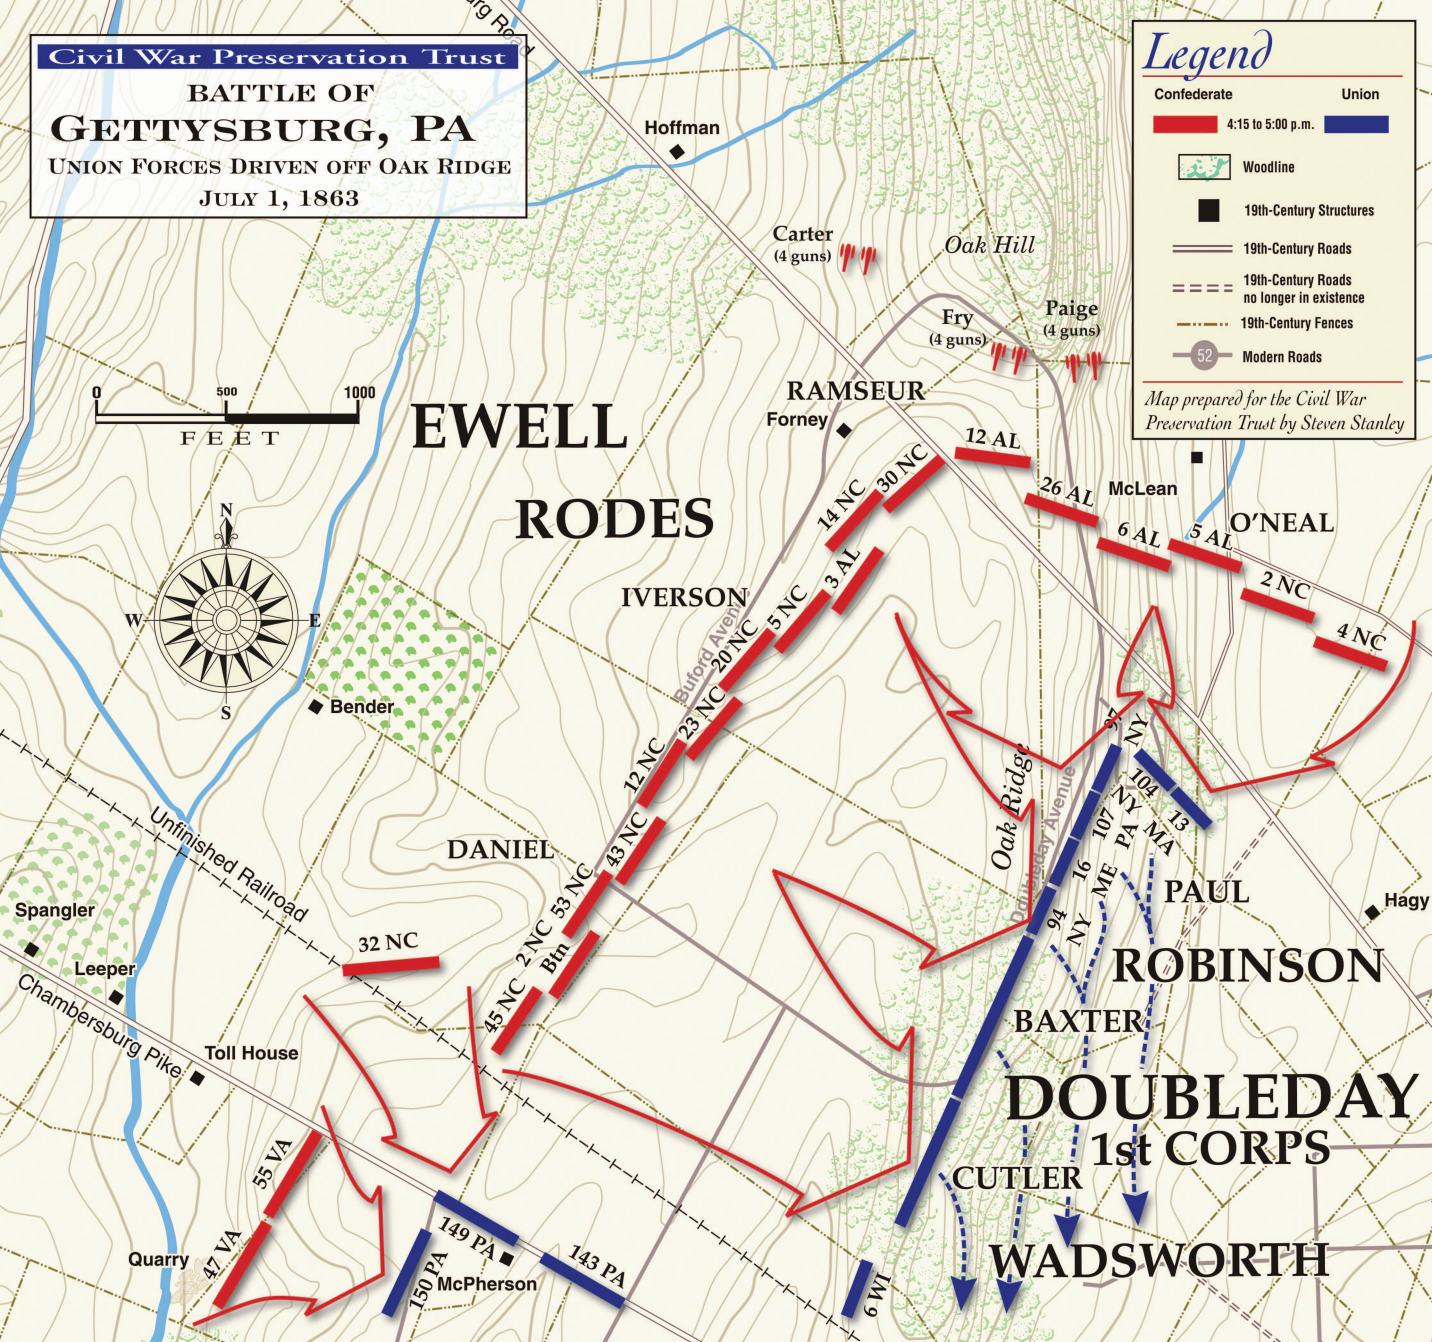 Civil War Preservation Trust
BATTLE OF
GETTYSBURG, PA
UNION FORCES DRIVEN OFF OAK RIDGE
JULY 1, 1863
Legend
Confederate
Union
4:15 to 5:00 p.m.
Woodline
19th-Century Structures
19th-Century Roads
19th-Century Roads
no longer in existence
19th-Century Fences
52
Modern Roads
Map prepared for the Civil War
Preservation Trust by Steven Stanley
Road
Hoffman
Carter
(4 guns)
Oak Hill
Fry
(4 guns)
Paige
(4 guns)
0
500
1000
FEET
EWELL
RODES
RAMSEUR
Forney
12 AL
30 NC
14 NC
26 AL
McLean
6 AL
5 AL
O'NEAL
2 NC
4 NC
3 AL
IVERSON
5 NC
20 NC
23 NC
Buford Avenu
N
W
E
S
Bender
12 NC
43 NC
DANIEL
53 NC
2 NC
Btn
45 NC
32 NC
Unfinished Railroad
Spangler
Leeper
Chambersburg Pike
Toll House
Oak Ridge
Doubleday Avenue
97
NY
104
NY
13
MA
107
PA
16
ME
94
NY
PAUL
Hagy
ROBINSON
BAXTER
DOUBLEDAY
1st CORPS
CUTLER
WADSWORTH
55 VA
47 VA
Quarry
149 PA
150 PA
McPherson
143 PA
6 WI